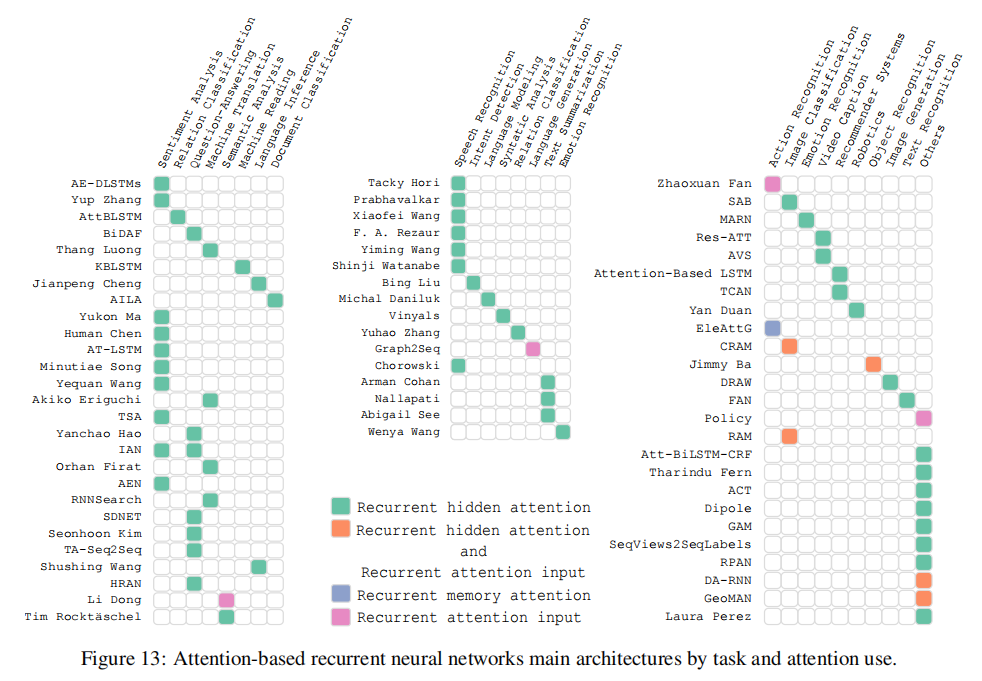 Sentiment Analysis
Relation Classification
Question-Answering
Machine Translation
Semantic Analysis
Machine Reading
Language Inference
Document Classification
AE-DLSTMs
Yup Zhang
AttBLSTM
BiDAF
Thang Luong
KBLSTM
Jianpeng Cheng
AILA
Yukon Ma
Human Chen
AT-LSTM
Minutiae Song
Yequan Wang
Akiko Eriguchi
TSA
Yanchao Hao
IAN
Orhan Firat
AEN
RNNSearch
SDNET
Seonhoon Kim
TA-Seq2Seq
Shushing Wang
HRAN
Li Dong
Tim Rocktäschel
Speech Recognition
Intent Detection
Language Modeling
Syntatic Analysis
Relation Classification
Language Generation
Text Summarization
Emotion Recognition
Tacky Hori
Prabhavalkar
Xiaofei Wang
F. A. Rezaur
Yiming Wang
Shinji Watanabe
Bing Liu
Michal Daniluk
Vinyals
Yuhao Zhang
Graph2Seq
Chorowski
Arman Cohan
Nallapati
Abigail See
Wenya Wang
Recurrent hidden attention
Recurrent hidden attention
and
Recurrent attention input
Recurrent memory attention
Recurrent attention input
Action Recognition
Image Classification
Emotion Recognition
Video Caption
Recommender Systems
Robotics
Object Recognition
Image Generation
Text Recognition
Others
Zhaoxuan Fan
SAB
MARN
Res-ATT
AVS
Attention-Based LSTM
TCAN
Yan Duan
EleAttG
CRAM
Jimmy Ba
DRAW
FAN
Policy
RAM
Att-BiLSTM-CRF
Tharindu Fern
ACT
Dipole
GAM
SeqViews2SeqLabels
RPAN
DA-RNN
GeoMAN
Laura Perez
Figure 13: Attention-based recurrent neural networks main architectures by task and attention use.